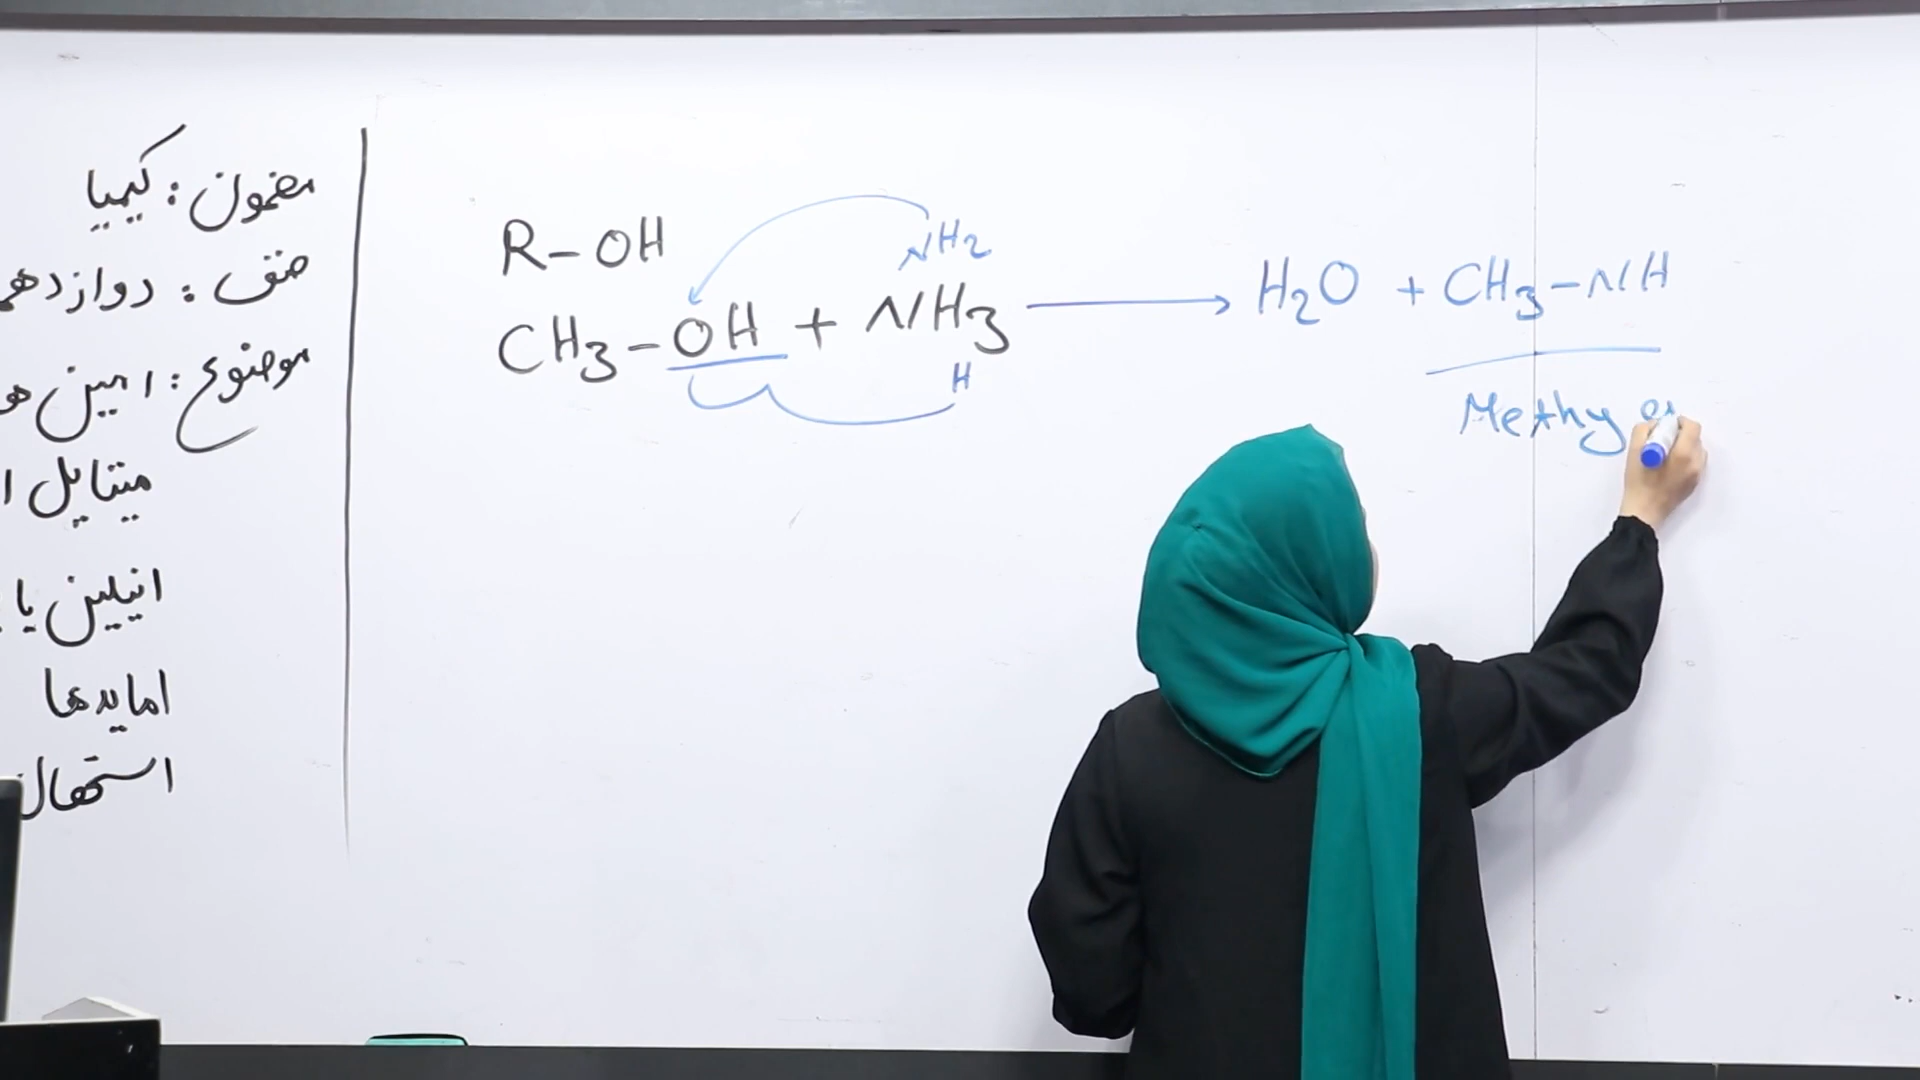 مضمون: کیمیا
صنف: دوازدهم
موضوع: امین ها
میتایل ا
انیلین یا
امایدها
استحصال
R-OH
NH2
CH3-OH + NH3 → H2O + CH3-NH
H
Methy